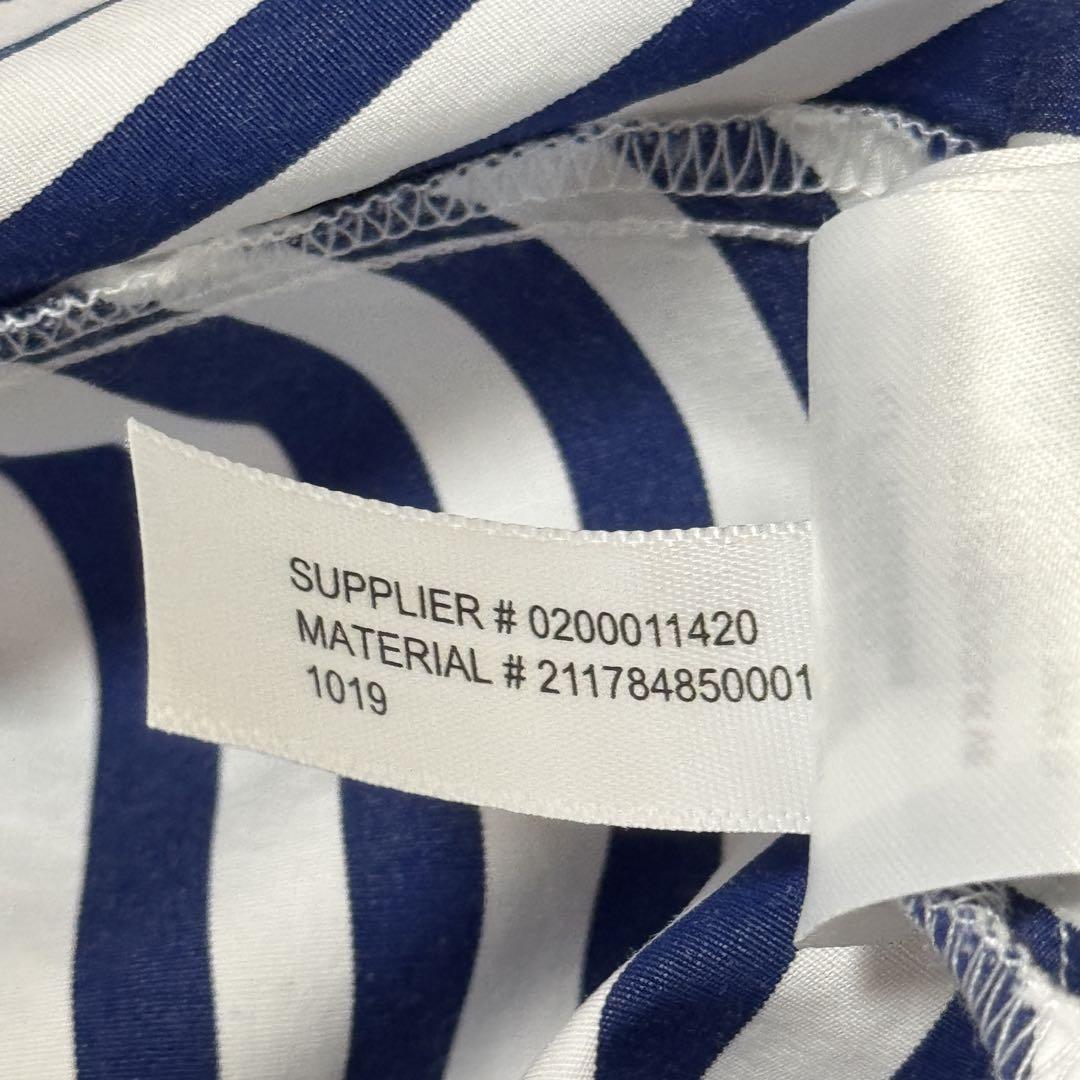 SUPPLIER # 0200011420
MATERIAL # 211784850001
1019